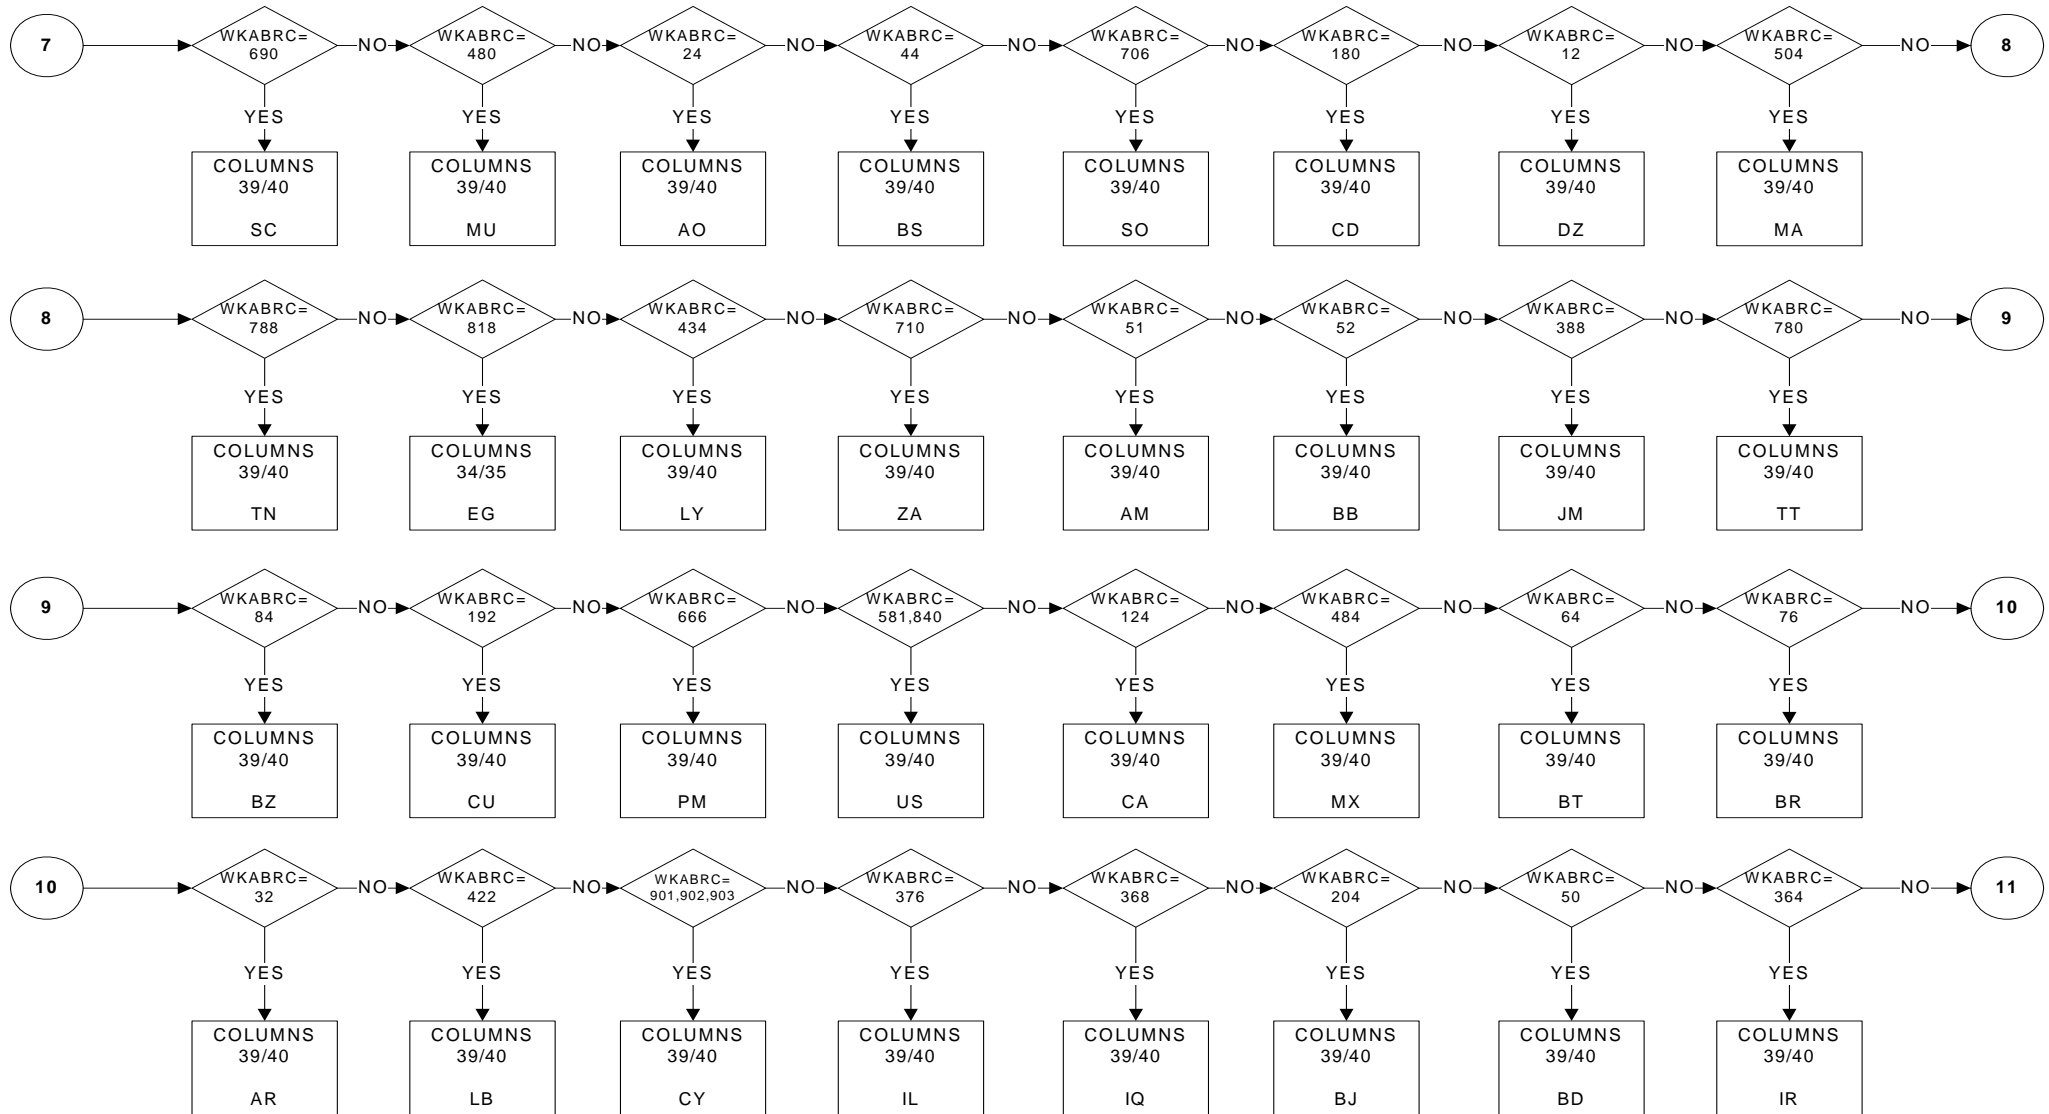 7
WKABRC=
690
NO
WKABRC=
480
NO
WKABRC=
24
NO
WKABRC=
44
NO
WKABRC=
706
NO
WKABRC=
180
NO
WKABRC=
12
NO
WKABRC=
504
NO
8
YES
YES
YES
YES
YES
YES
YES
YES
COLUMNS
39/40
SC
COLUMNS
39/40
MU
COLUMNS
39/40
AO
COLUMNS
39/40
BS
COLUMNS
39/40
SO
COLUMNS
39/40
CD
COLUMNS
39/40
DZ
COLUMNS
39/40
MA
8
WKABRC=
788
NO
WKABRC=
818
NO
WKABRC=
434
NO
WKABRC=
710
NO
WKABRC=
51
NO
WKABRC=
52
NO
WKABRC=
388
NO
WKABRC=
780
NO
9
YES
YES
YES
YES
YES
YES
YES
YES
COLUMNS
39/40
TN
COLUMNS
34/35
EG
COLUMNS
39/40
LY
COLUMNS
39/40
ZA
COLUMNS
39/40
AM
COLUMNS
39/40
BB
COLUMNS
39/40
JM
COLUMNS
39/40
TT
9
WKABRC=
84
NO
WKABRC=
192
NO
WKABRC=
666
NO
WKABRC=
581,840
NO
WKABRC=
124
NO
WKABRC=
484
NO
WKABRC=
64
NO
WKABRC=
76
NO
10
YES
YES
YES
YES
YES
YES
YES
YES
COLUMNS
39/40
BZ
COLUMNS
39/40
CU
COLUMNS
39/40
PM
COLUMNS
39/40
US
COLUMNS
39/40
CA
COLUMNS
39/40
MX
COLUMNS
39/40
BT
COLUMNS
39/40
BR
10
WKABRC=
32
NO
WKABRC=
422
NO
WKABRC=
901,902,903
NO
WKABRC=
376
NO
WKABRC=
368
NO
WKABRC=
204
NO
WKABRC=
50
NO
WKABRC=
364
NO
11
YES
YES
YES
YES
YES
YES
YES
YES
COLUMNS
39/40
AR
COLUMNS
39/40
LB
COLUMNS
39/40
CY
COLUMNS
39/40
IL
COLUMNS
39/40
IQ
COLUMNS
39/40
BJ
COLUMNS
39/40
BD
COLUMNS
39/40
IR